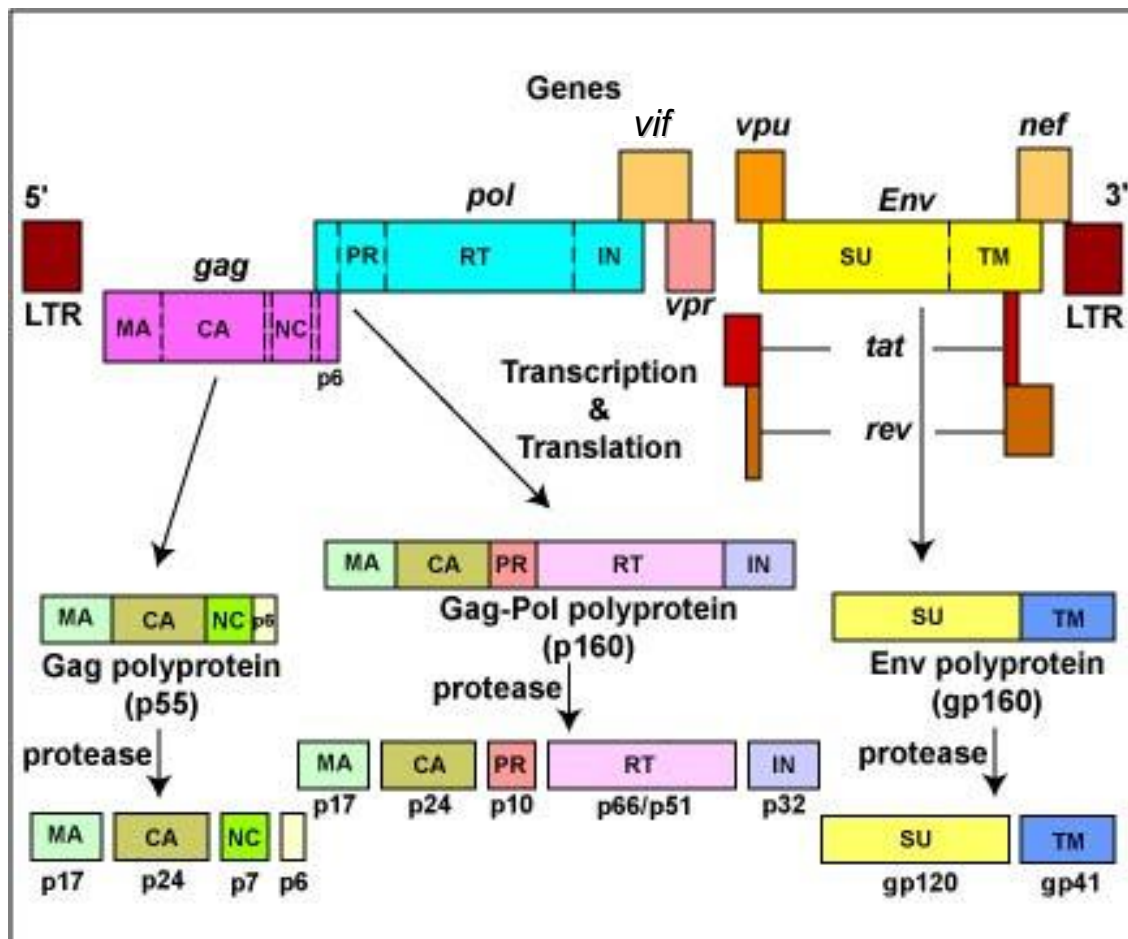 Genes
vif
vpu
nef
5'
pol
Env
3'
gag
PR
RT
IN
SU
TM
LTR
vpr
LTR
MA
CA
NC
p6
tat
Transcription
&
Translation
rev
MA
CA
PR
RT
IN
Gag-Pol polyprotein
(p160)
MA
CA
NC
p6
Gag polyprotein
(p55)
SU
TM
Env polyprotein
(gp160)
protease
protease
protease
MA
CA
PR
RT
IN
p17
p24
p10
p66/p51
p32
MA
CA
NC
p17
p24
p7
p6
SU
TM
gp120
gp41